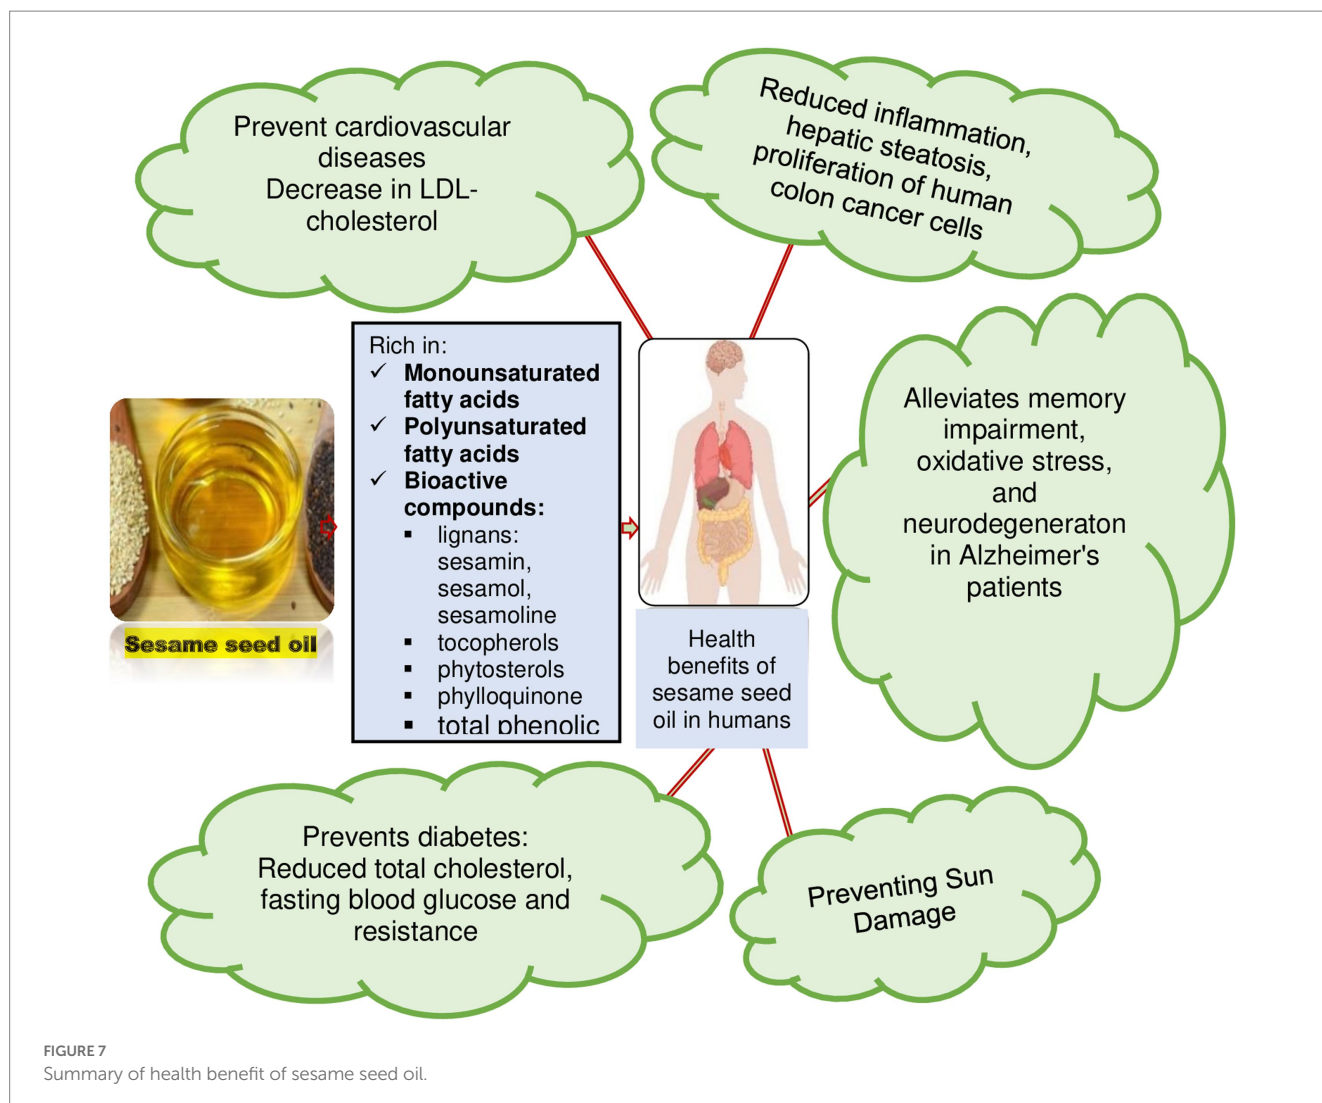 Prevent cardiovascular
diseases
Decrease in LDL-
cholesterol
Reduced inflammation,
hepatic steatosis,
proliferation of human
colon cancer cells
Rich in:
✓ Monounsaturated
fatty acids
✓ Polyunsaturated
fatty acids
✓ Bioactive
compounds:
▪ lignans:
sesamin,
sesamol,
sesamoline
▪ tocopherols
▪ phytosterols
▪ phylloquinone
▪ total phenolic
Sesame seed oil
Alleviates memory
impairment,
oxidative stress,
and
neurodegeneraton
in Alzheimer's
patients
Health
benefits of
sesame seed
oil in humans
Prevents diabetes:
Reduced total cholesterol,
fasting blood glucose and
resistance
Preventing Sun
Damage
FIGURE 7
Summary of health benefit of sesame seed oil.